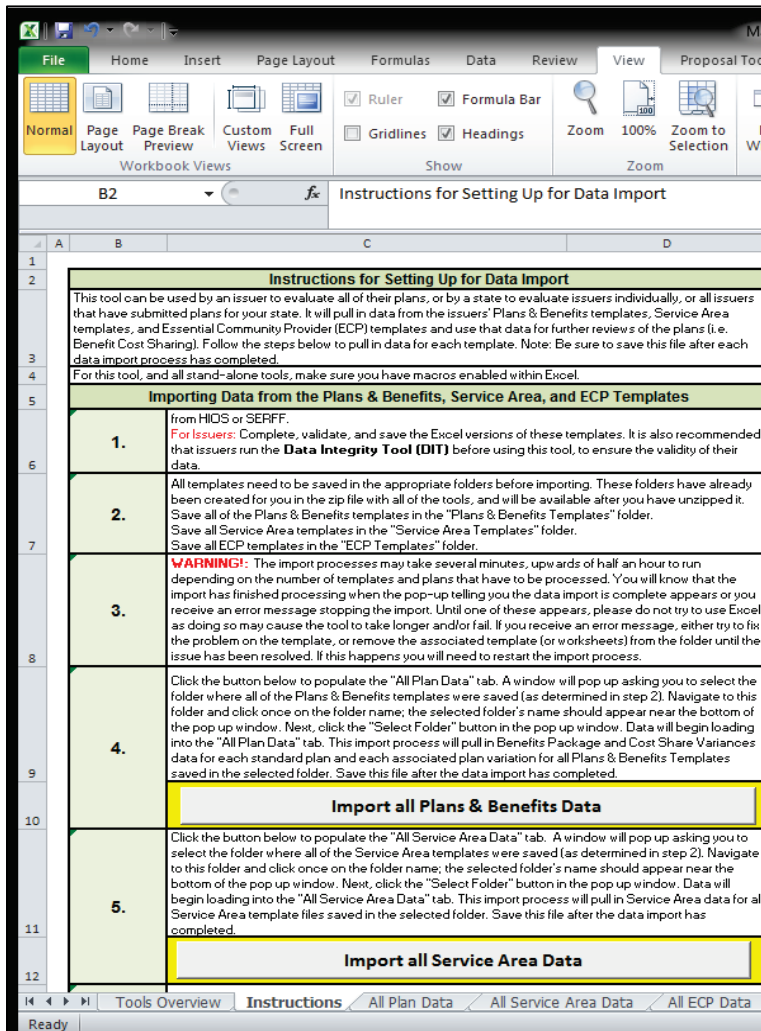 M
File Home Insert Page Layout Formulas Data Review View Proposal Too
Normal Page Layout Page Break Preview Custom Views Full Screen
Ruler Formula Bar
Gridlines Headings
Zoom 100% Zoom to Selection
Workbook Views Show Zoom
B2 fx Instructions for Setting Up for Data Import
A B C D
1
2 Instructions for Setting Up for Data Import
This tool can be used by an issuer to evaluate all of their plans, or by a state to evaluate issuers individually, or all issuers
that have submitted plans for your state. It will pull in data from the issuers' Plans & Benefits templates, Service Area
templates, and Essential Community Provider (ECP) templates and use that data for further reviews of the plans (i.e.
Benefit Cost Sharing). Follow the steps below to pull in data for each template. Note: Be sure to save this file after each
3 data import process has completed.
4 For this tool, and all stand-alone tools, make sure you have macros enabled within Excel.
5 Importing Data from the Plans & Benefits, Service Area, and ECP Templates
from HIOS or SERFF.
1. For Issuers: Complete, validate, and save the Excel versions of these templates. It is also recommended
that issuers run the Data Integrity Tool (DIT) before using this tool, to ensure the validity of their
6 data.
All templates need to be saved in the appropriate folders before importing. These folders have already
been created for you in the zip file with all of the tools, and will be available after you have unzipped it.
2. Save all of the Plans & Benefits templates in the "Plans & Benefits Templates" folder.
Save all Service Area templates in the "Service Area Templates" folder.
7 Save all ECP templates in the "ECP Templates" folder.
WARNING!: The import processes may take several minutes, upwards of half an hour to run
depending on the number of templates and plans that have to be processed. You will know that the
import has finished processing when the pop-up telling you the data import is complete appears or you
3. receive an error message stopping the import. Until one of these appears, please do not try to use Excel
as doing so may cause the tool to take longer and/or fail. If you receive an error message, either try to fix
the problem on the template, or remove the associated template (or worksheets) from the folder until the
8 issue has been resolved. If this happens you will need to restart the import process.
Click the button below to populate the "All Plan Data" tab. A window will pop up asking you to select the
folder where all of the Plans & Benefits templates were saved (as determined in step 2). Navigate to this
folder and click once on the folder name; the selected folder's name should appear near the bottom of
4. the pop up window. Next, click the "Select Folder" button in the pop up window. Data will begin loading
into the "All Plan Data" tab. This import process will pull in Benefits Package and Cost Share Variances
data for each standard plan and each associated plan variation for all Plans & Benefits Templates
9 saved in the selected folder. Save this file after the data import has completed.
10 Import all Plans & Benefits Data
Click the button below to populate the "All Service Area Data" tab. A window will pop up asking you to
select the folder where all of the Service Area templates were saved (as determined in step 2). Navigate
to this folder and click once on the folder name; the selected folder's name should appear near the
5. bottom of the pop up window. Next, click the "Select Folder" button in the pop up window. Data will
begin loading into the "All Service Area Data" tab. This import process will pull in Service Area data for al
Service Area template files saved in the selected folder. Save this file after the data import has
11 completed.
12 Import all Service Area Data
Tools Overview Instructions All Plan Data All Service Area Data All ECP Data
Ready